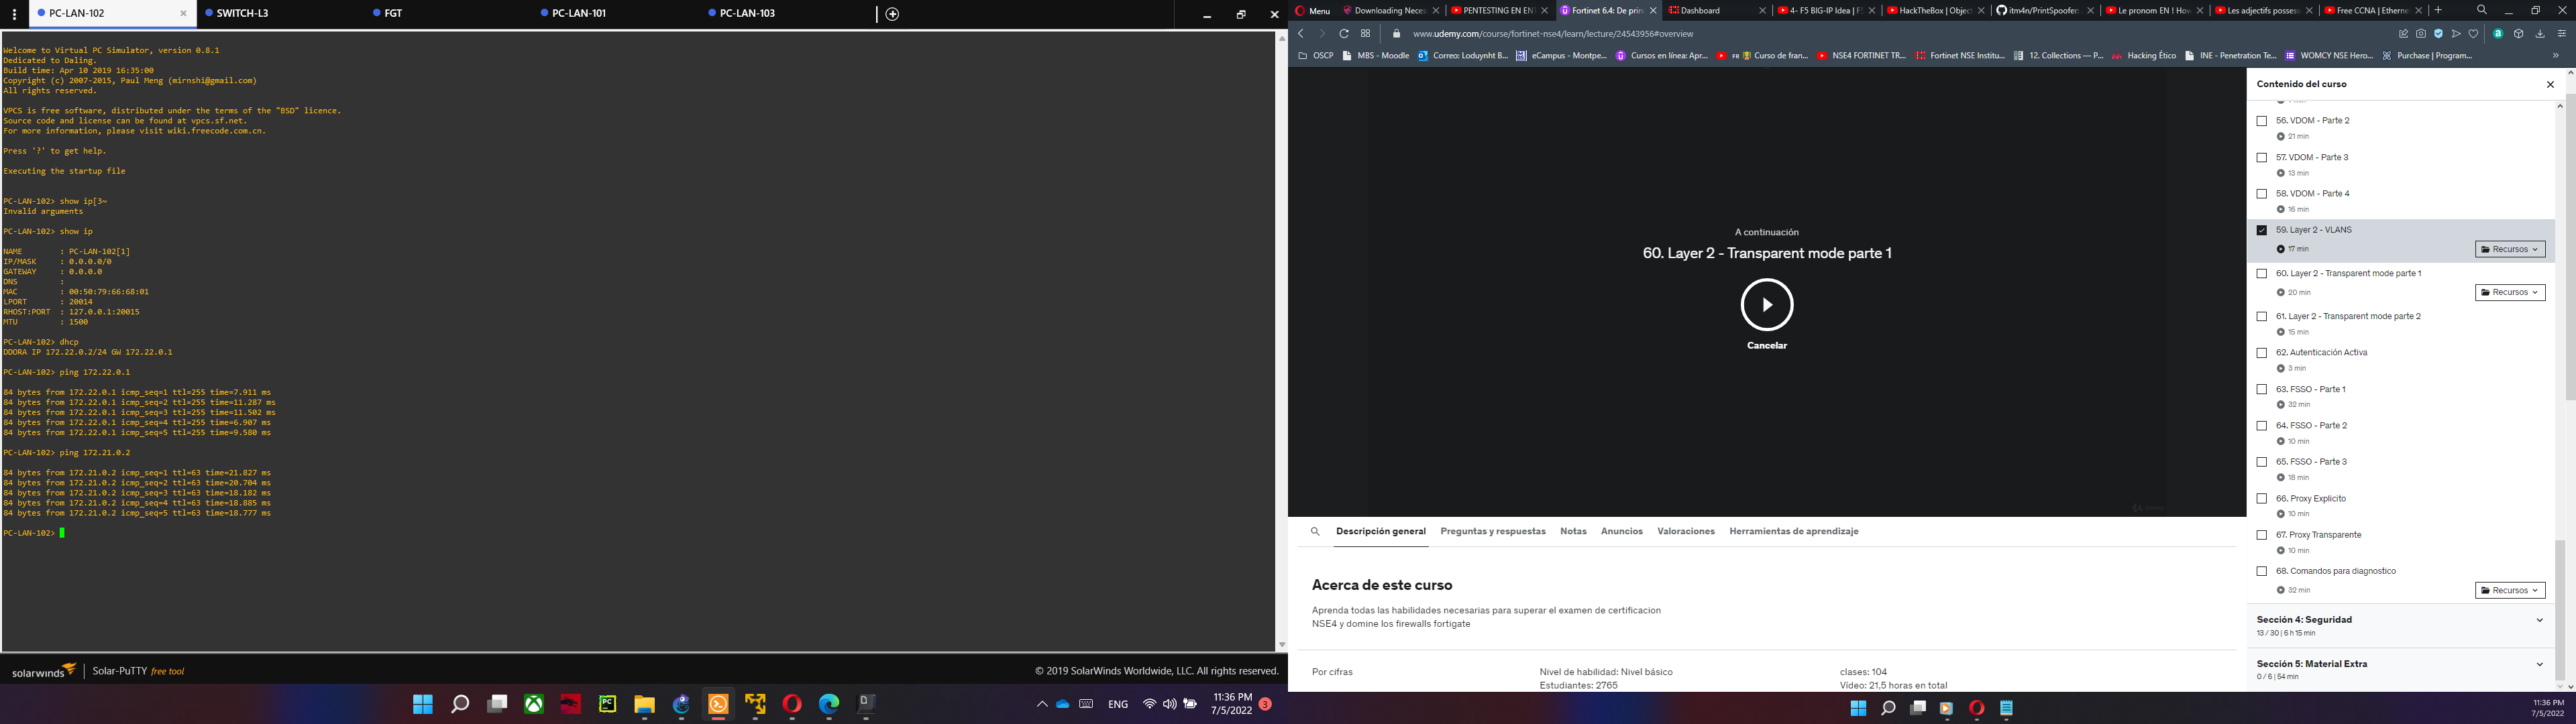 PC-LAN-102
SWITCH-L3
FGT
PC-LAN-101
PC-LAN-103
Welcome to Virtual PC Simulator, version 0.8.1
Dedicated to Daling.
Build time: Apr 10 2019 16:35:00
Copyright (c) 2007-2015, Paul Meng (mirnshi@gmail.com)
All rights reserved.
VPCS is free software, distributed under the terms of the "BSD" licence.
Source code and license can be found at vpcs.sf.net.
For more information, please visit wiki.freecode.com.cn.
Press '?' to get help.
Executing the startup file
PC-LAN-102> show ip[3~
Invalid arguments
PC-LAN-102> show ip
NAME : PC-LAN-102[1]
IP/MASK : 0.0.0.0/0
GATEWAY : 0.0.0.0
DNS :
MAC : 00:50:79:66:68:01
LPORT : 20014
RHOST:PORT : 127.0.0.1:20015
MTU : 1500
PC-LAN-102> dhcp
DDORA IP 172.22.0.2/24 GW 172.22.0.1
PC-LAN-102> ping 172.22.0.1
84 bytes from 172.22.0.1 icmp_seq=1 ttl=255 time=7.911 ms
84 bytes from 172.22.0.1 icmp_seq=2 ttl=255 time=11.287 ms
84 bytes from 172.22.0.1 icmp_seq=3 ttl=255 time=11.502 ms
84 bytes from 172.22.0.1 icmp_seq=4 ttl=255 time=6.907 ms
84 bytes from 172.22.0.1 icmp_seq=5 ttl=255 time=9.580 ms
PC-LAN-102> ping 172.21.0.2
84 bytes from 172.21.0.2 icmp_seq=1 ttl=63 time=21.827 ms
84 bytes from 172.21.0.2 icmp_seq=2 ttl=63 time=20.704 ms
84 bytes from 172.21.0.2 icmp_seq=3 ttl=63 time=18.182 ms
84 bytes from 172.21.0.2 icmp_seq=4 ttl=63 time=18.885 ms
84 bytes from 172.21.0.2 icmp_seq=5 ttl=63 time=18.777 ms
PC-LAN-102>
solarwinds Solar-PuTTY free tool
© 2019 SolarWinds Worldwide, LLC. All rights reserved.
ENG
11:36 PM
7/5/2022
3
Menu
Downloading Neces
PENTESTING EN EN
Fortinet 6.4: De prin
Dashboard
4- F5 BIG-IP Idea | F
HackTheBox | Object
itm4n/PrintSpoofer:
Le pronom EN ! How
Les adjectifs possess
Free CCNA | Etherne
www.udemy.com/course/fortinet-nse4/learn/lecture/24543956#overview
OSCP
MBS - Moodle
Correo: Loduynht B...
eCampus - Montpe...
Cursos en línea: Apr...
FR Curso de fran...
NSE4 FORTINET TR...
Fortinet NSE Institu...
12. Collections — P...
Hacking Ético
INE - Penetration Te...
WOMCY NSE Hero...
Purchase | Program...
A continuación
60. Layer 2 - Transparent mode parte 1
Cancelar
Descripción general
Preguntas y respuestas
Notas
Anuncios
Valoraciones
Herramientas de aprendizaje
Acerca de este curso
Aprenda todas las habilidades necesarias para superar el examen de certificacion
NSE4 y domine los firewalls fortigate
Por cifras
Nivel de habilidad: Nivel básico
Estudiantes: 2765
clases: 104
Vídeo: 21,5 horas en total
Contenido del curso
56. VDOM - Parte 2
21 min
57. VDOM - Parte 3
13 min
58. VDOM - Parte 4
16 min
59. Layer 2 - VLANS
17 min
Recursos
60. Layer 2 - Transparent mode parte 1
20 min
Recursos
61. Layer 2 - Transparent mode parte 2
15 min
62. Autenticación Activa
3 min
63. FSSO - Parte 1
32 min
64. FSSO - Parte 2
10 min
65. FSSO - Parte 3
18 min
66. Proxy Explicito
10 min
67. Proxy Transparente
10 min
68. Comandos para diagnostico
32 min
Recursos
Sección 4: Seguridad
13 / 30 | 6 h 15 min
Sección 5: Material Extra
0 / 6 | 54 min
11:36 PM
7/5/2022